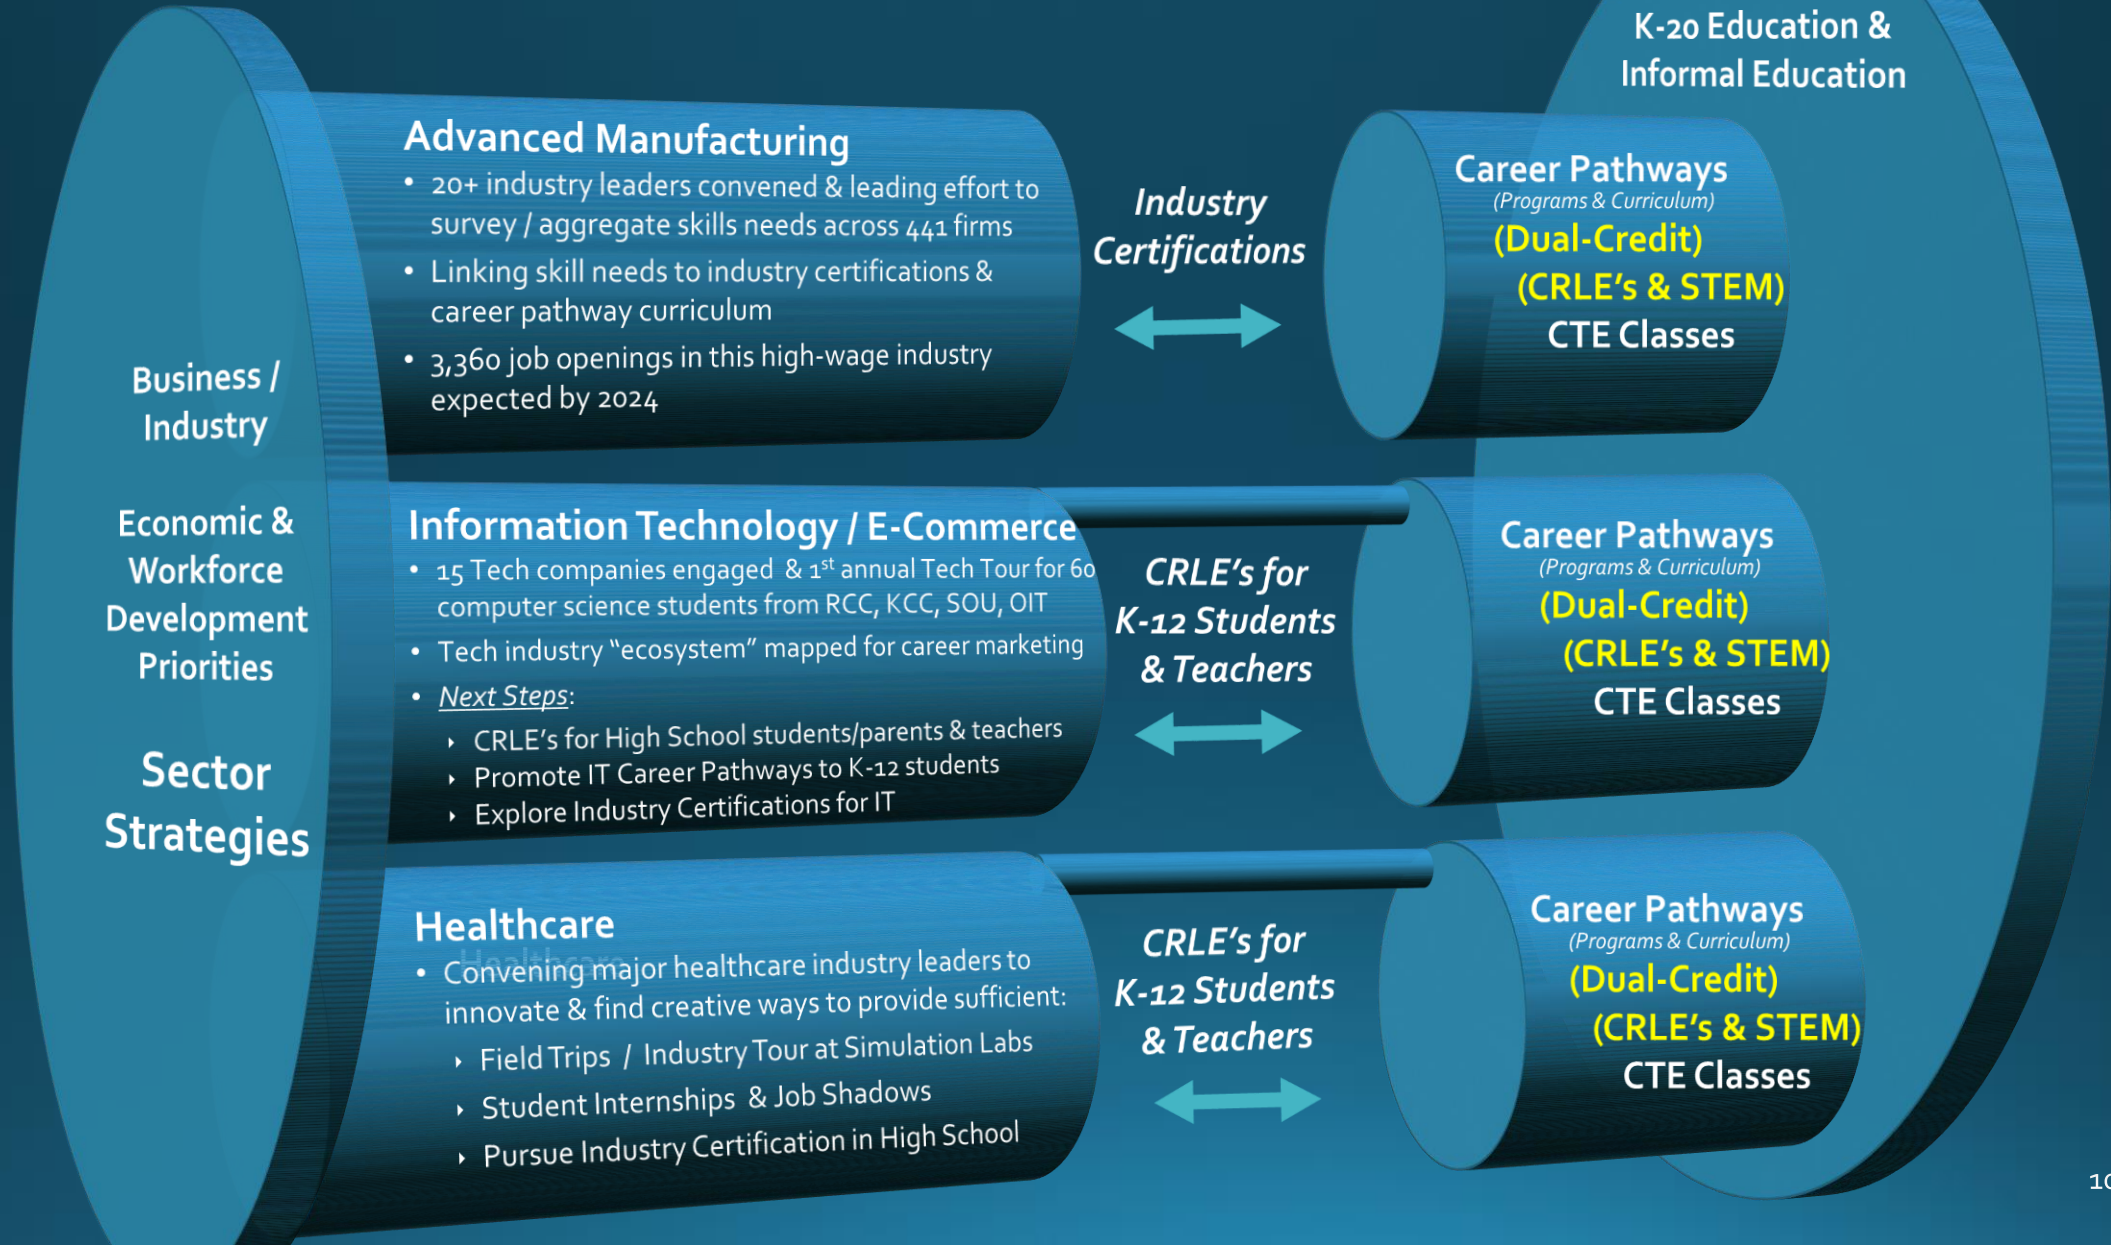 K-20 Education &
Informal Education
Business /
Industry
Economic &
Workforce
Development
Priorities
Sector
Strategies
Advanced Manufacturing
• 20+ industry leaders convened & leading effort to
survey / aggregate skills needs across 441 firms
• Linking skill needs to industry certifications &
career pathway curriculum
• 3,360 job openings in this high-wage industry
expected by 2024
Industry
Certifications
Career Pathways
(Programs & Curriculum)
(Dual-Credit)
(CRLE's & STEM)
CTE Classes
Information Technology / E-Commerce
• 15 Tech companies engaged & 1st annual Tech Tour for 60
computer science students from RCC, KCC, SOU, OIT
• Tech industry “ecosystem” mapped for career marketing
• Next Steps:
‣ CRLE's for High School students/parents & teachers
‣ Promote IT Career Pathways to K-12 students
‣ Explore Industry Certifications for IT
CRLE's for
K-12 Students
& Teachers
Career Pathways
(Programs & Curriculum)
(Dual-Credit)
(CRLE's & STEM)
CTE Classes
Healthcare
Healthcare
• Convening major healthcare industry leaders to
innovate & find creative ways to provide sufficient:
‣ Field Trips / Industry Tour at Simulation Labs
‣ Student Internships & Job Shadows
‣ Pursue Industry Certification in High School
CRLE's for
K-12 Students
& Teachers
Career Pathways
(Programs & Curriculum)
(Dual-Credit)
(CRLE's & STEM)
CTE Classes
10